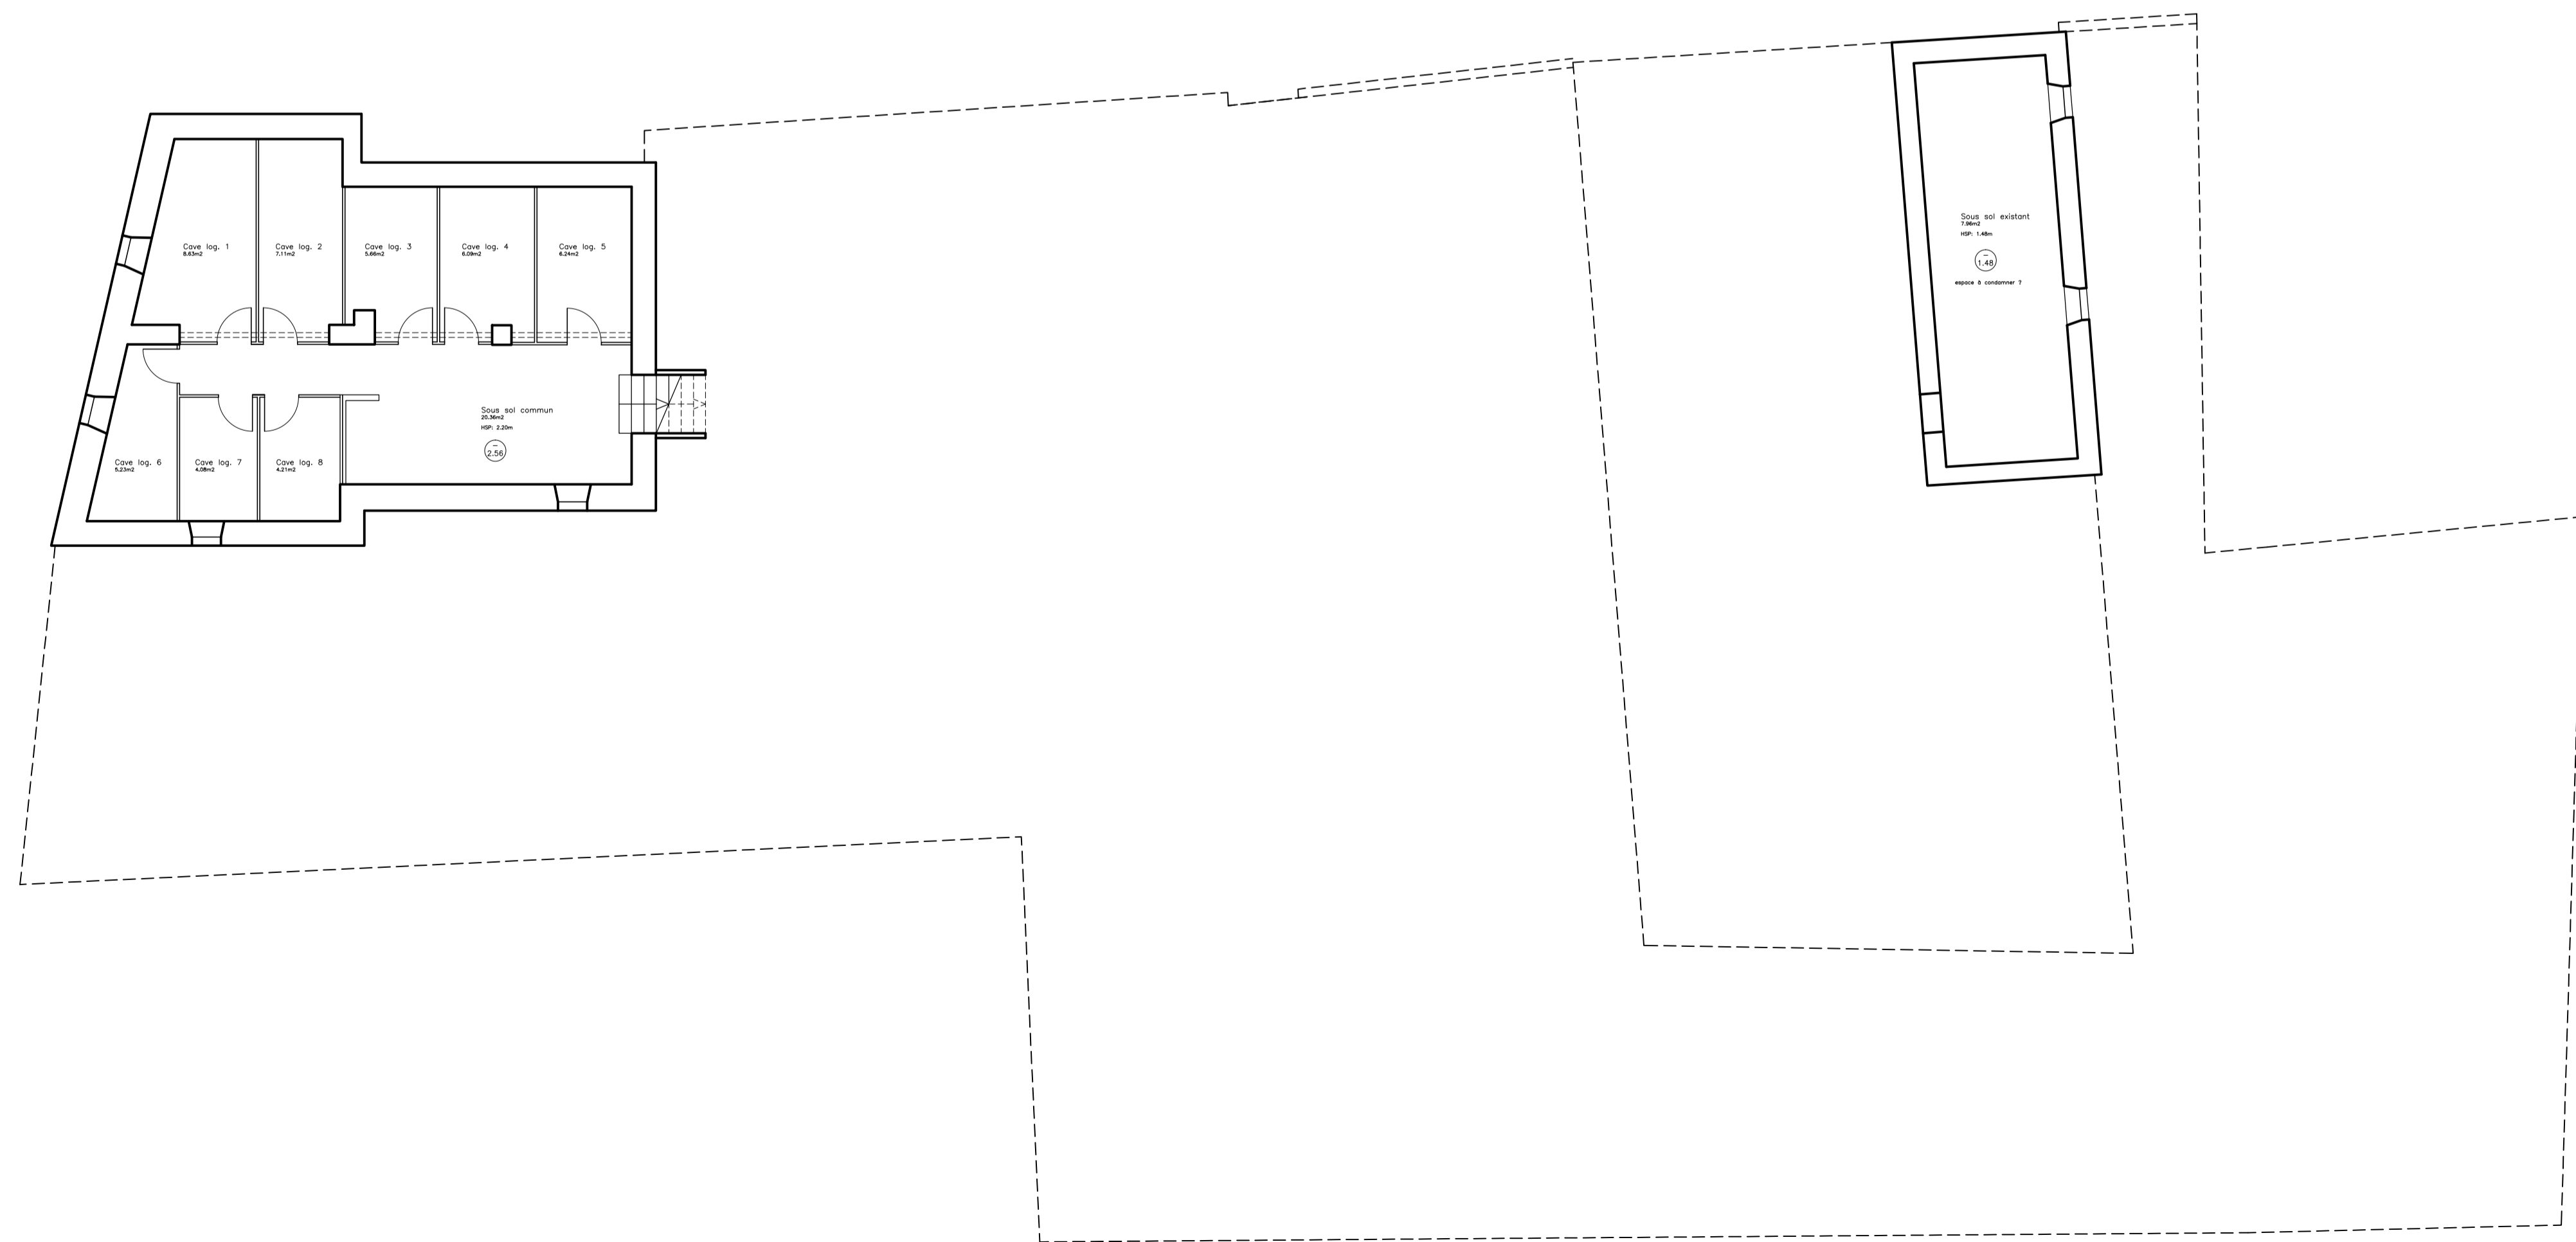 Cave log. 1
8.63m2
Cave log. 2
7.11m2
Cave log. 3
5.66m2
Cave log. 4
6.09m2
Cave log. 5
6.24m2
Cave log. 6
5.23m2
Cave log. 7
4.08m2
Cave log. 8
4.21m2
Sous sol commun
20.36m2
HSP: 2.20m
–
2.56
Sous sol existant
7.96m2
HSP: 1.48m
–
1.48
espace à condamner ?